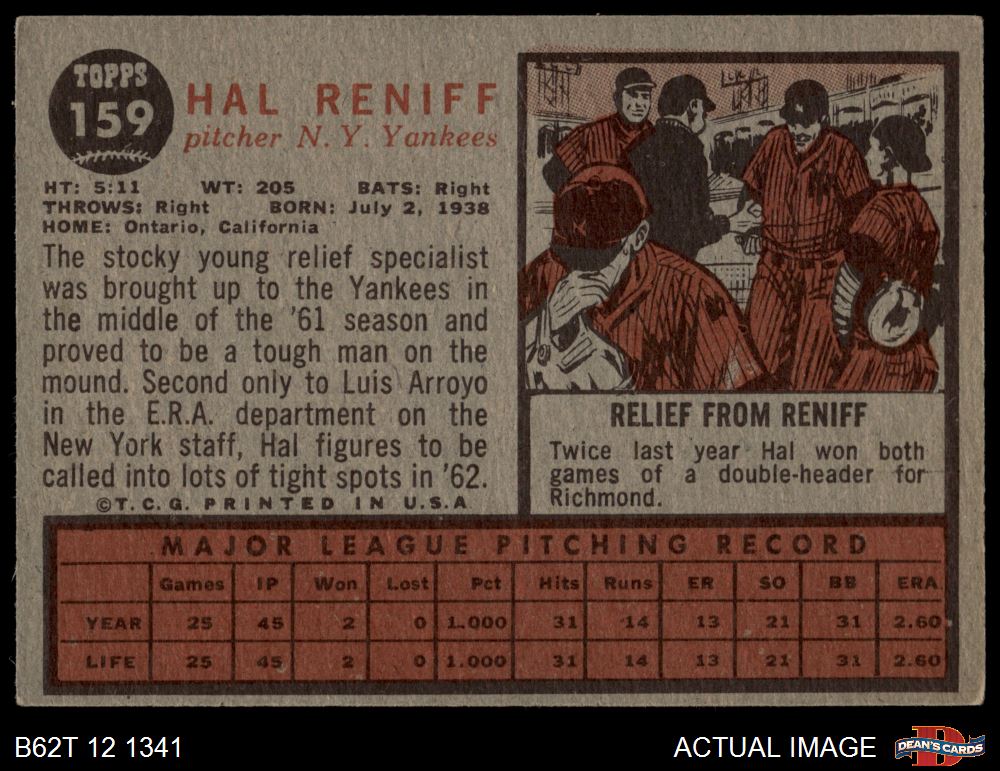 TOPPS
159
HAL RENIFF
pitcher N. Y. Yankees
HT: 5:11 WT: 205 BATS: Right
THROWS: Right BORN: July 2, 1938
HOME: Ontario, California
The stocky young relief specialist
was brought up to the Yankees in
the middle of the '61 season and
proved to be a tough man on the
mound. Second only to Luis Arroyo
in the E.R.A. department on the
New York staff, Hal figures to be
called into lots of tight spots in '62.
©T.C.G. PRINTED IN U.S.A
RELIEF FROM RENIFF
Twice last year Hal won both
games of a double-header for
Richmond.
MAJOR LEAGUE PITCHING RECORD
Games IP Won Lost Pct Hits Runs ER SO BB ERA
YEAR 25 45 2 0 1.000 31 14 13 21 31 2.60
LIFE 25 45 2 0 1.000 31 14 13 21 31 2.60
B62T 12 1341
ACTUAL IMAGE
DEAN'S CARDS